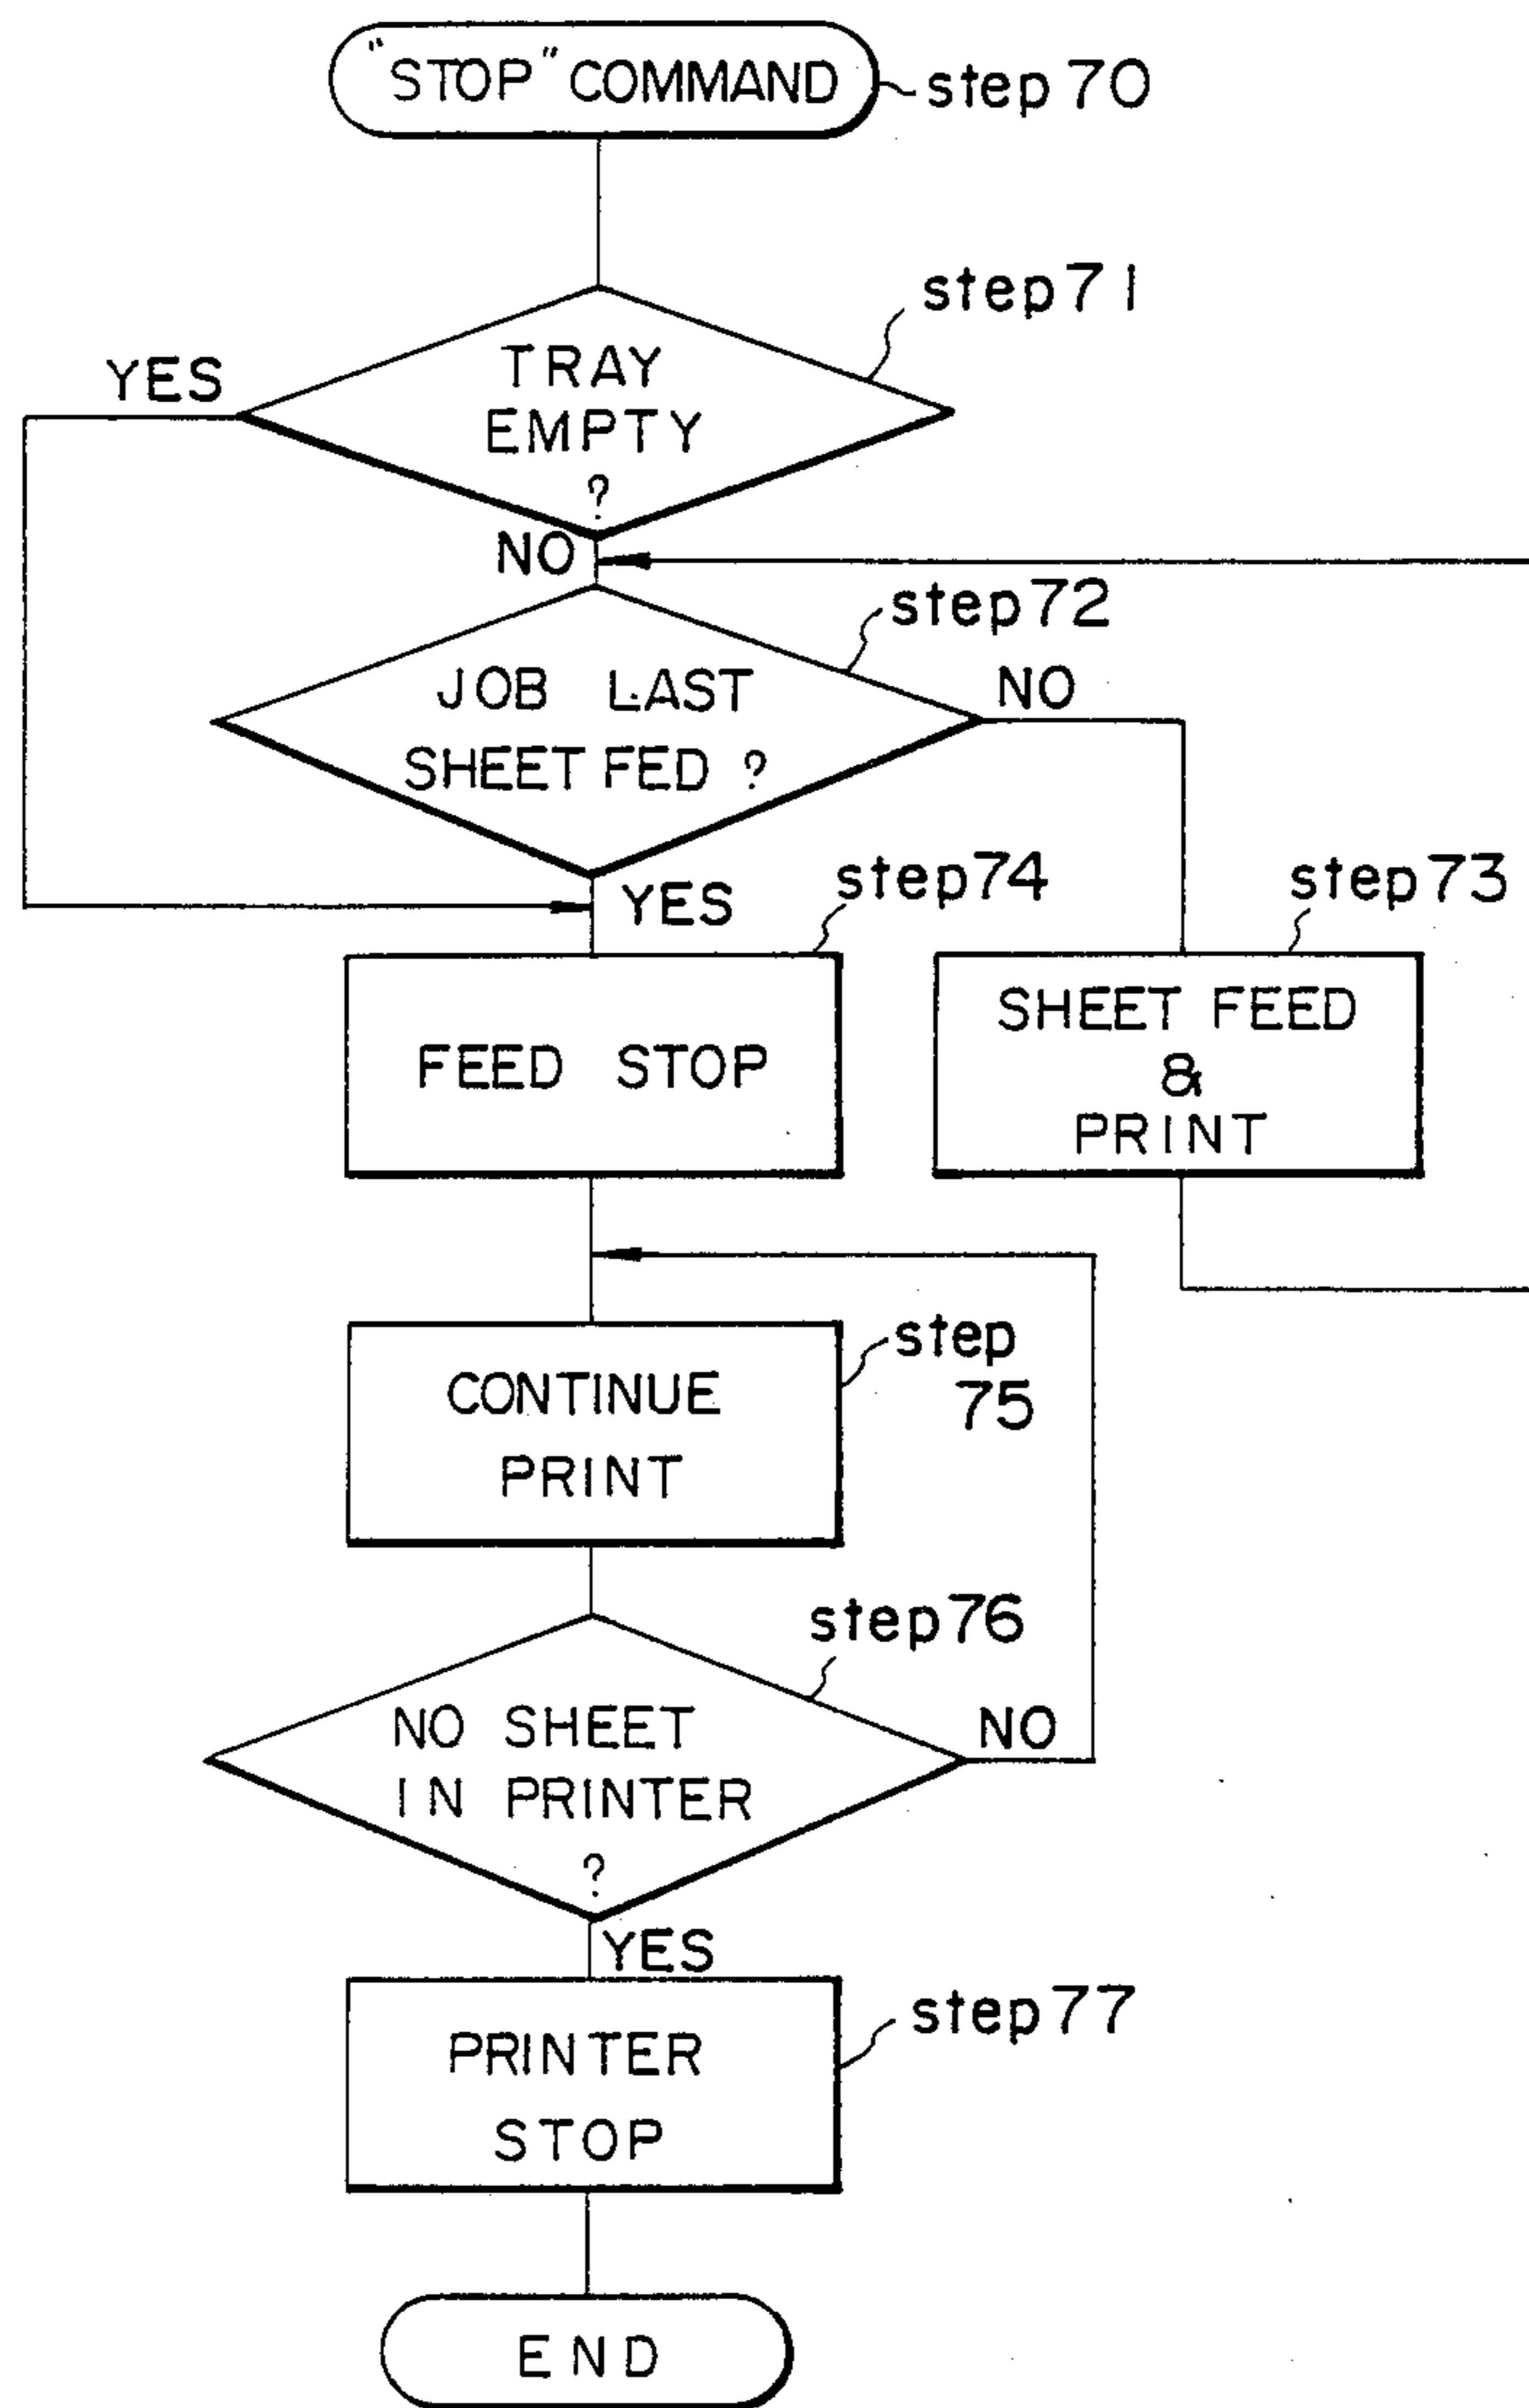 "STOP" COMMAND
step 70
step 71
YES
TRAY
EMPTY
?
NO
step 72
JOB LAST
SHEET FED ?
NO
YES
step 74
step 73
FEED STOP
SHEET FEED
&
PRINT
step
75
CONTINUE
PRINT
step 76
NO SHEET
IN PRINTER
?
NO
YES
step 77
PRINTER
STOP
END